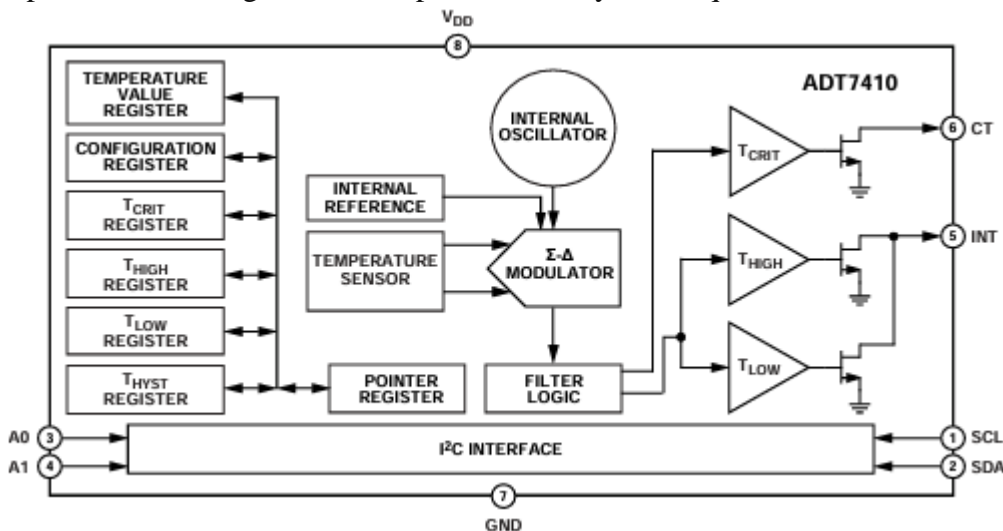 V_DD
8
ADT7410
TEMPERATURE
VALUE
REGISTER
CONFIGURATION
REGISTER
T_CRIT
REGISTER
T_HIGH
REGISTER
T_LOW
REGISTER
T_HYST
REGISTER
POINTER
REGISTER
INTERNAL
OSCILLATOR
INTERNAL
REFERENCE
TEMPERATURE
SENSOR
Σ-Δ
MODULATOR
FILTER
LOGIC
T_CRIT
T_HIGH
T_LOW
6 CT
5 INT
A0 3
A1 4
I²C INTERFACE
1 SCL
2 SDA
7
GND